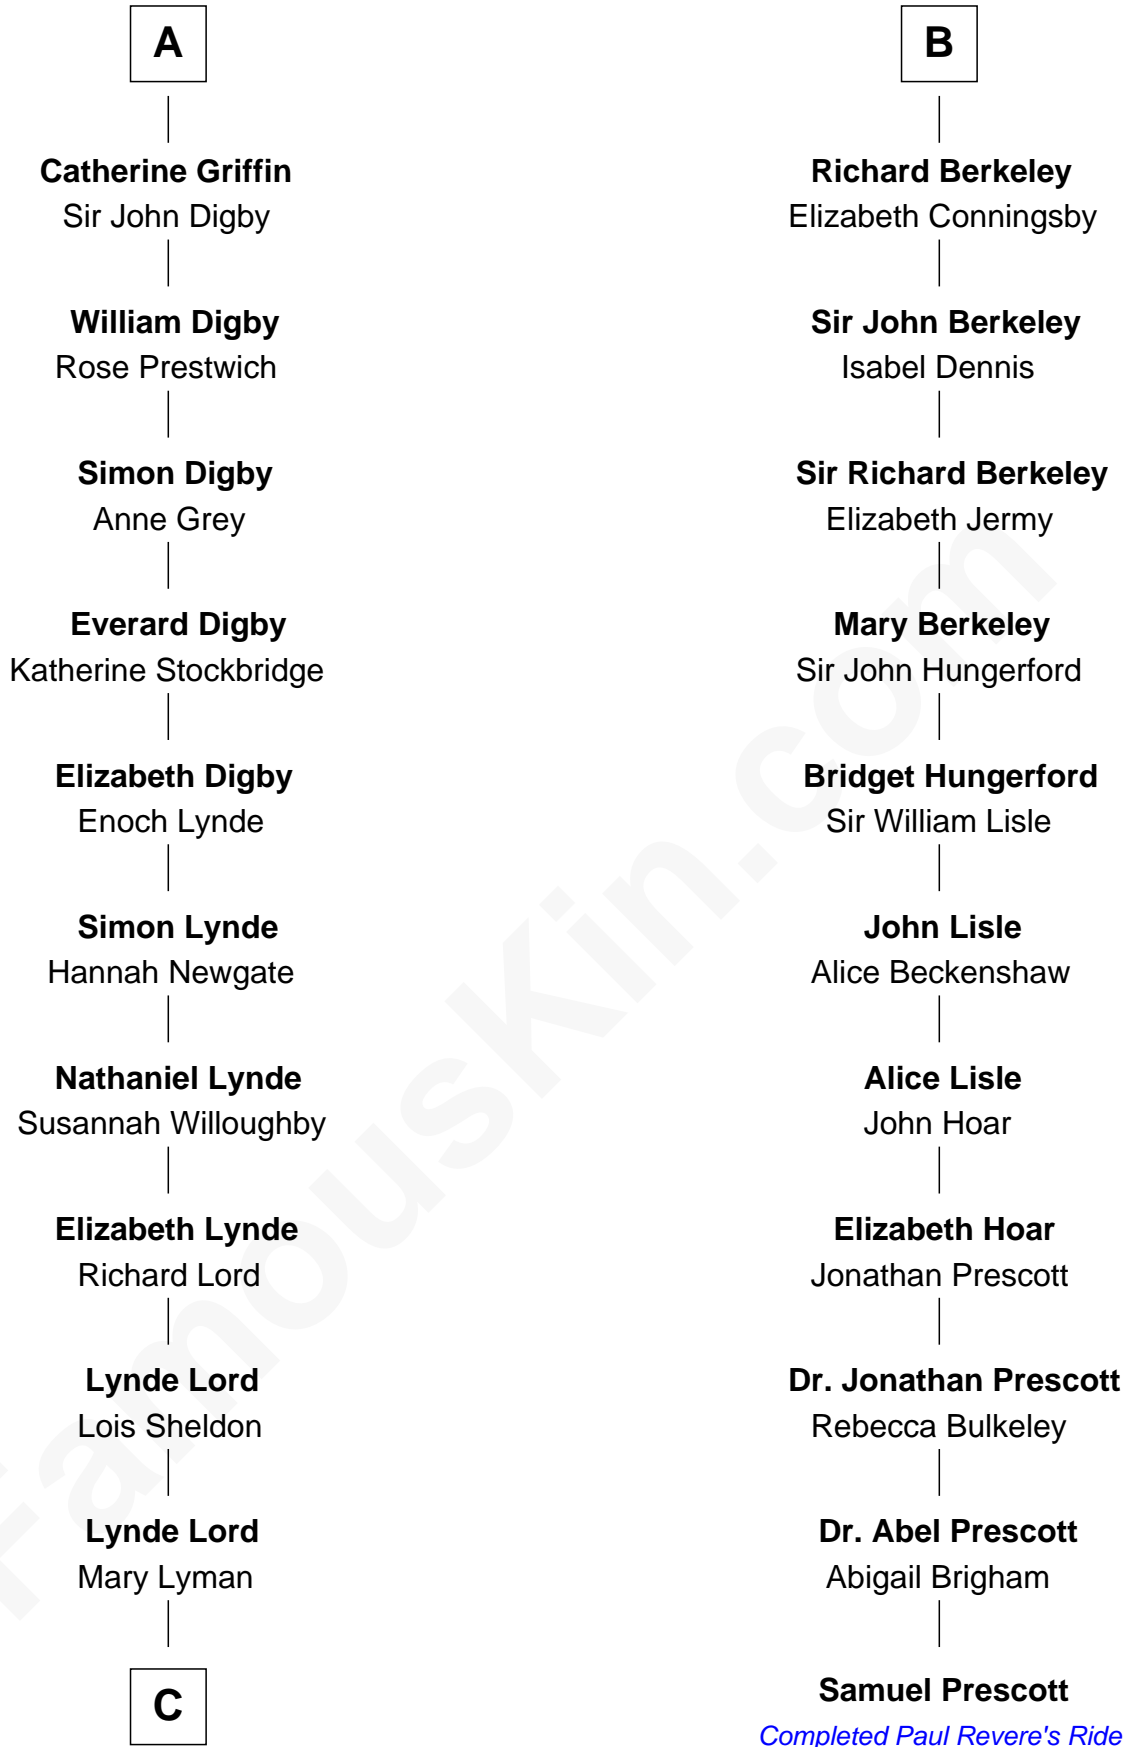 A
Catherine Griffin
Sir John Digby
William Digby
Rose Prestwich
Simon Digby
Anne Grey
Everard Digby
Katherine Stockbridge
Elizabeth Digby
Enoch Lynde
Simon Lynde
Hannah Newgate
Nathaniel Lynde
Susannah Willoughby
Elizabeth Lynde
Richard Lord
Lynde Lord
Lois Sheldon
Lynde Lord
Mary Lyman
C
B
Richard Berkeley
Elizabeth Conningsby
Sir John Berkeley
Isabel Dennis
Sir Richard Berkeley
Elizabeth Jermy
Mary Berkeley
Sir John Hungerford
Bridget Hungerford
Sir William Lisle
John Lisle
Alice Beckenshaw
Alice Lisle
John Hoar
Elizabeth Hoar
Jonathan Prescott
Dr. Jonathan Prescott
Rebecca Bulkeley
Dr. Abel Prescott
Abigail Brigham
Samuel Prescott
Completed Paul Revere's Ride
FamousKin.com